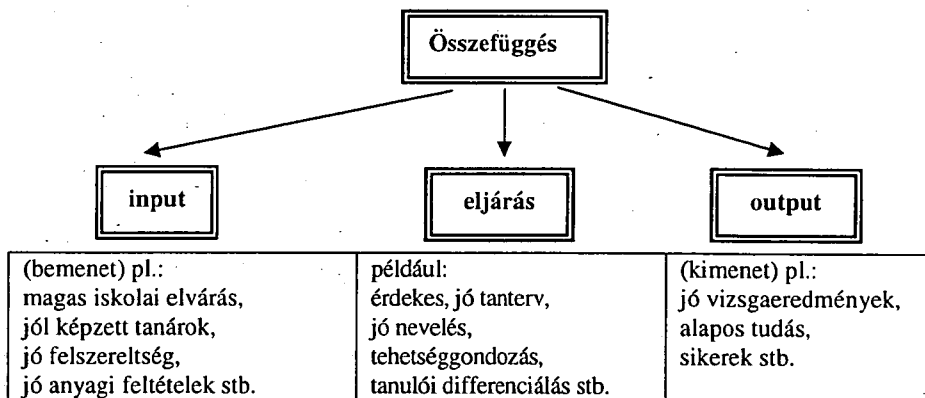 Összefüggés
input
eljárás
output
(bemenet) pl.:
magas iskolai elvárás,
jól képzett tanárok,
jó felszereltség,
jó anyagi feltételek stb.
például:
érdekes, jó tanterv,
jó nevelés,
tehetséggondozás,
tanulói differenciálás stb.
(kimenet) pl.:
jó vizsgaeredmények,
alapos tudás,
sikerek stb.